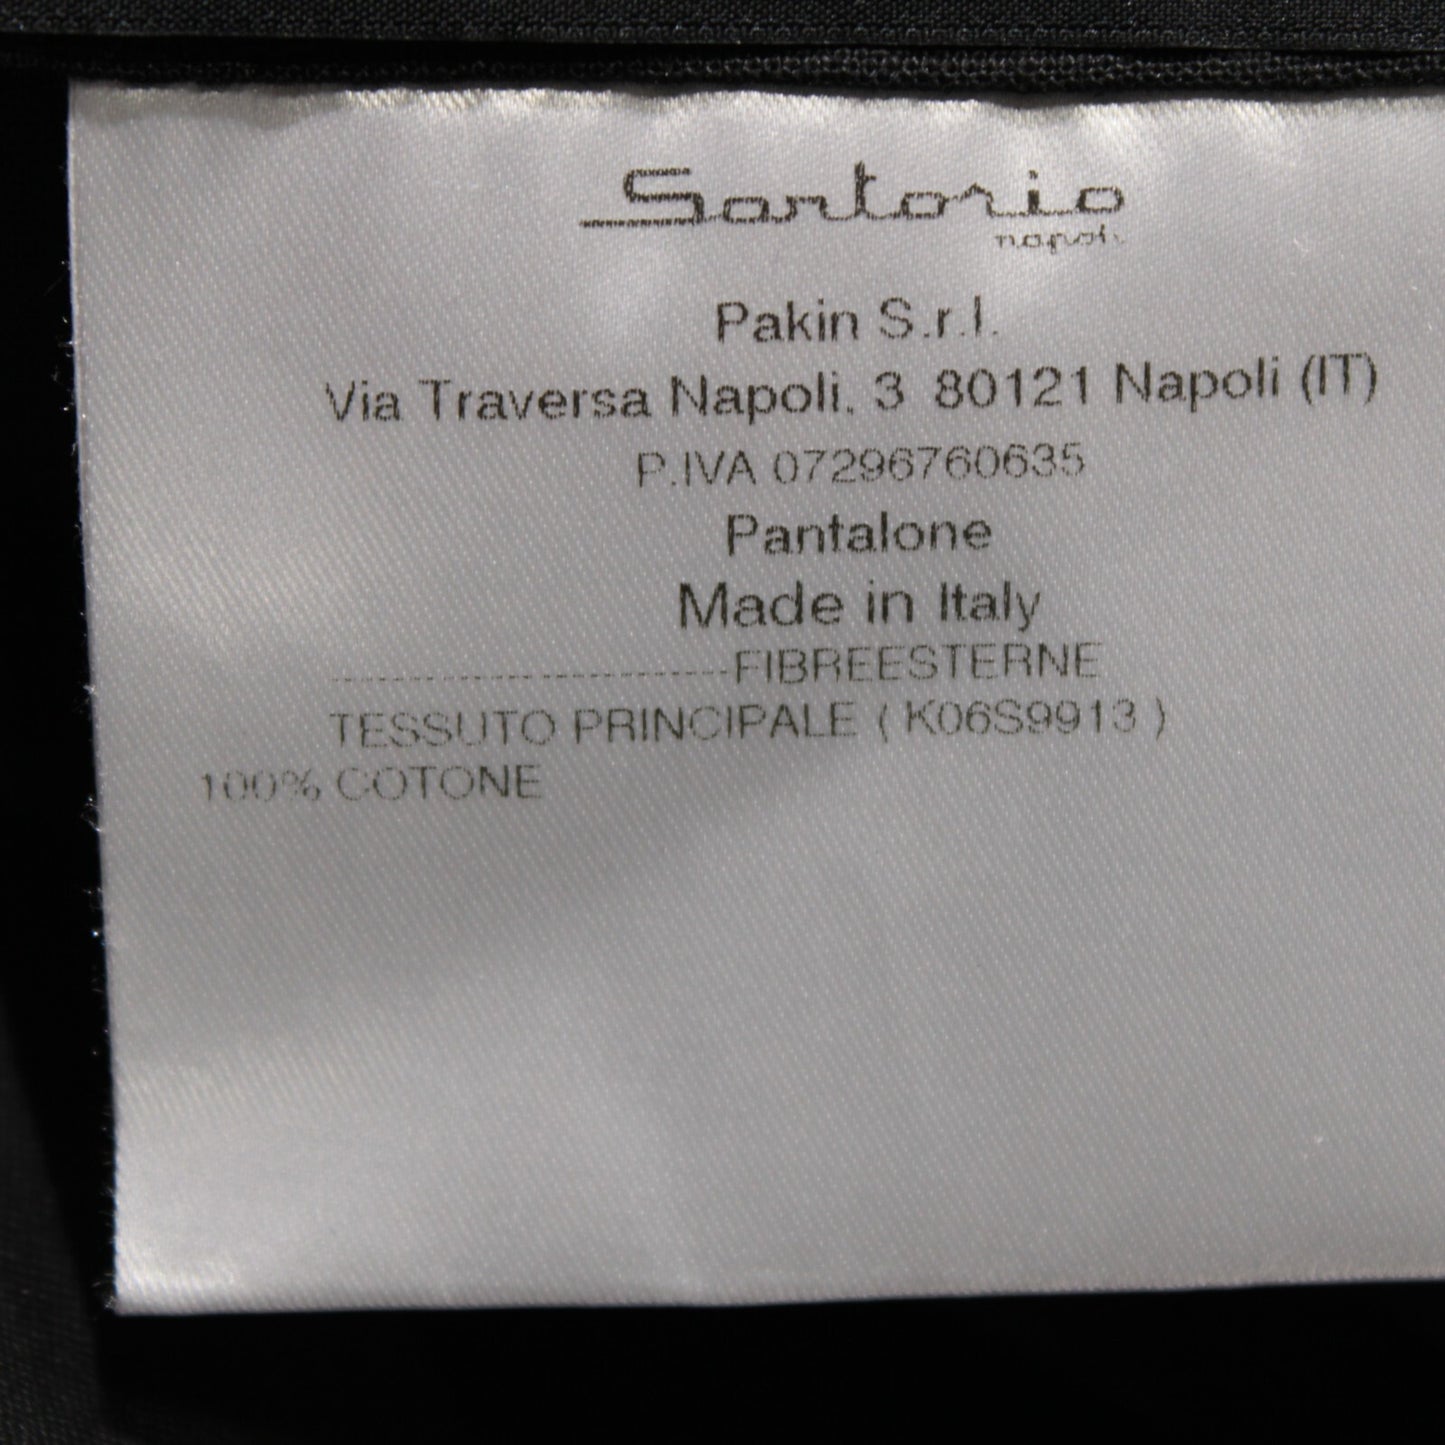 Sartorio
napoli
Pakin S.r.l.
Via Traversa Napoli, 3 80121 Napoli (IT)
P.IVA 07296760635
Pantalone
Made in Italy
------------------------FIBREESTERNE
TESSUTO PRINCIPALE ( K06S9913 )
100% COTONE